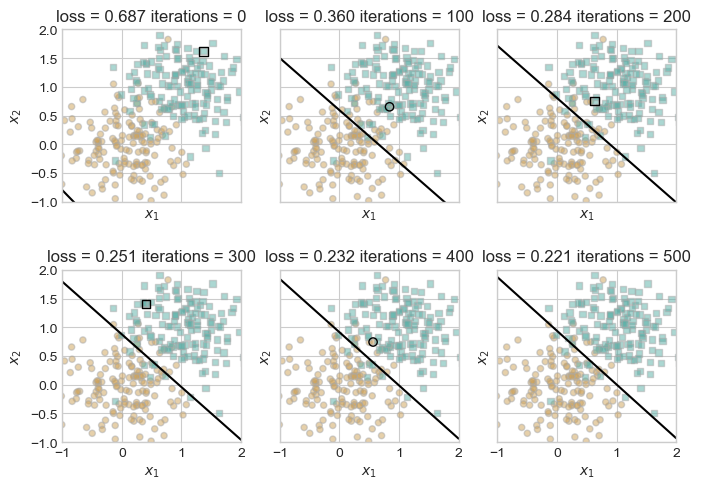 loss = 0.687 iterations = 0
loss = 0.360 iterations = 100
loss = 0.284 iterations = 200
2.0
1.5
1.0
0.5
0.0
−0.5
−1.0
x₂
x₂
x₂
x₁
x₁
x₁
loss = 0.251 iterations = 300
loss = 0.232 iterations = 400
loss = 0.221 iterations = 500
2.0
1.5
1.0
0.5
0.0
−0.5
−1.0
x₂
x₂
x₂
−1 0 1 2
−1 0 1 2
−1 0 1 2
x₁
x₁
x₁